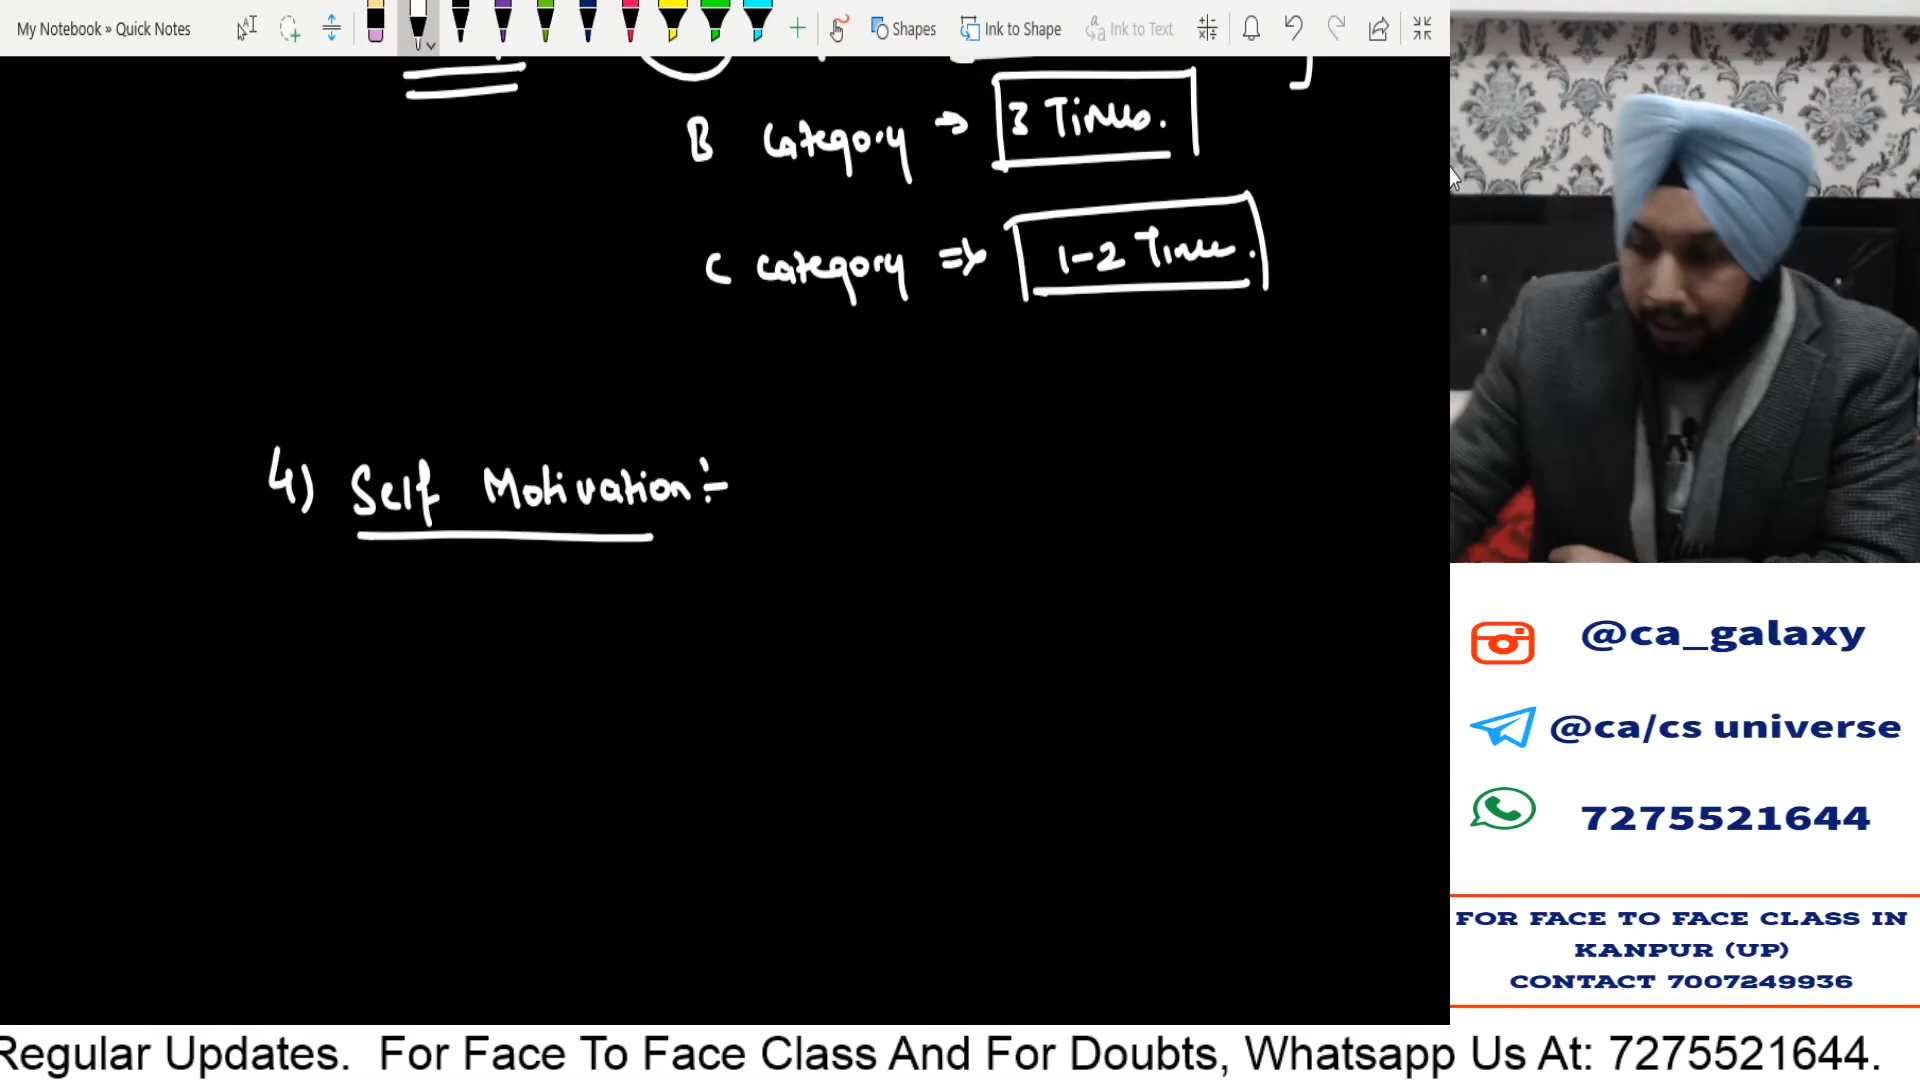 My Notebook » Quick Notes
Shapes
Ink to Shape
Ink to Text
B Category → 3 Times.
C Category ⇒ 1-2 Times.
4) Self Motivation :-
@ca_galaxy
@ca/cs universe
7275521644
FOR FACE TO FACE CLASS IN
KANPUR (UP)
CONTACT 7007249936
Regular Updates. For Face To Face Class And For Doubts, Whatsapp Us At: 7275521644.